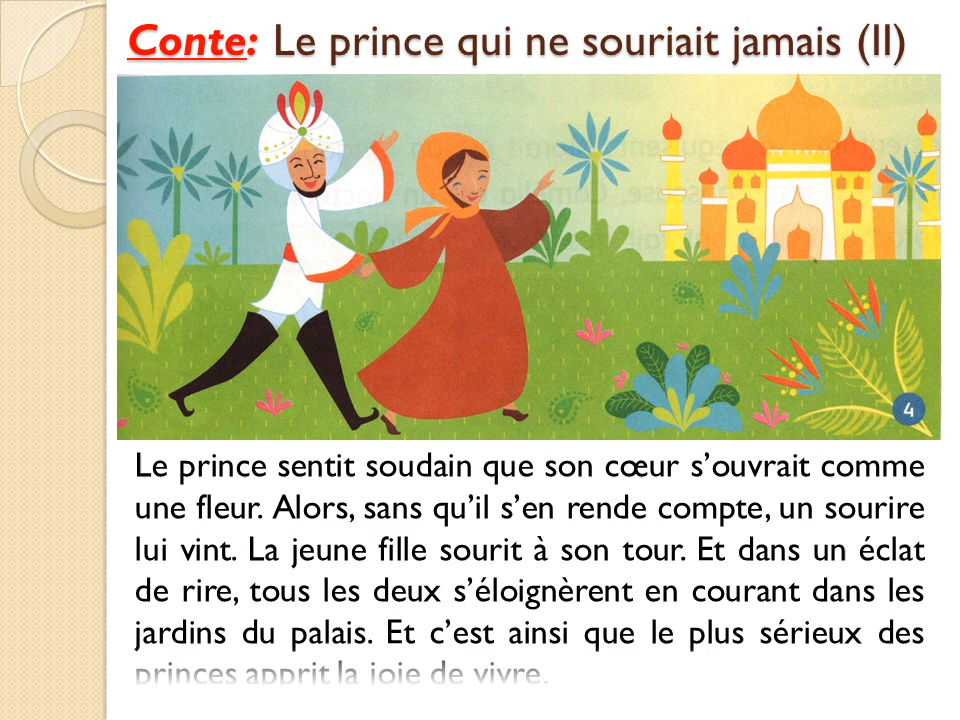 Conte: Le prince qui ne souriait jamais (II)
4
Le prince sentit soudain que son cœur s’ouvrait comme
une fleur. Alors, sans qu’il s’en rende compte, un sourire
lui vint. La jeune fille sourit à son tour. Et dans un éclat
de rire, tous les deux s’éloignèrent en courant dans les
jardins du palais. Et c’est ainsi que le plus sérieux des
princes apprit la joie de vivre.